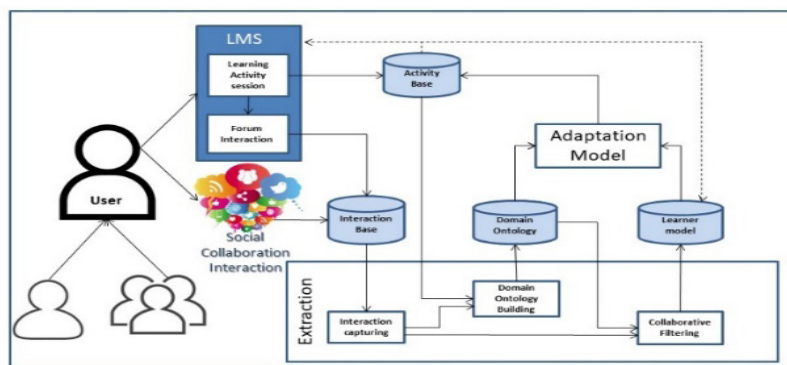 LMS
Learning
Activity
session
Forum
Interaction
Activity
Base
Adaptation
Model
User
Social
Collaboration
Interaction
Interaction
Base
Domain
Ontology
Learner
model
Extraction
Interaction
capturing
Domain
Ontology
Building
Collaborative
Filtering